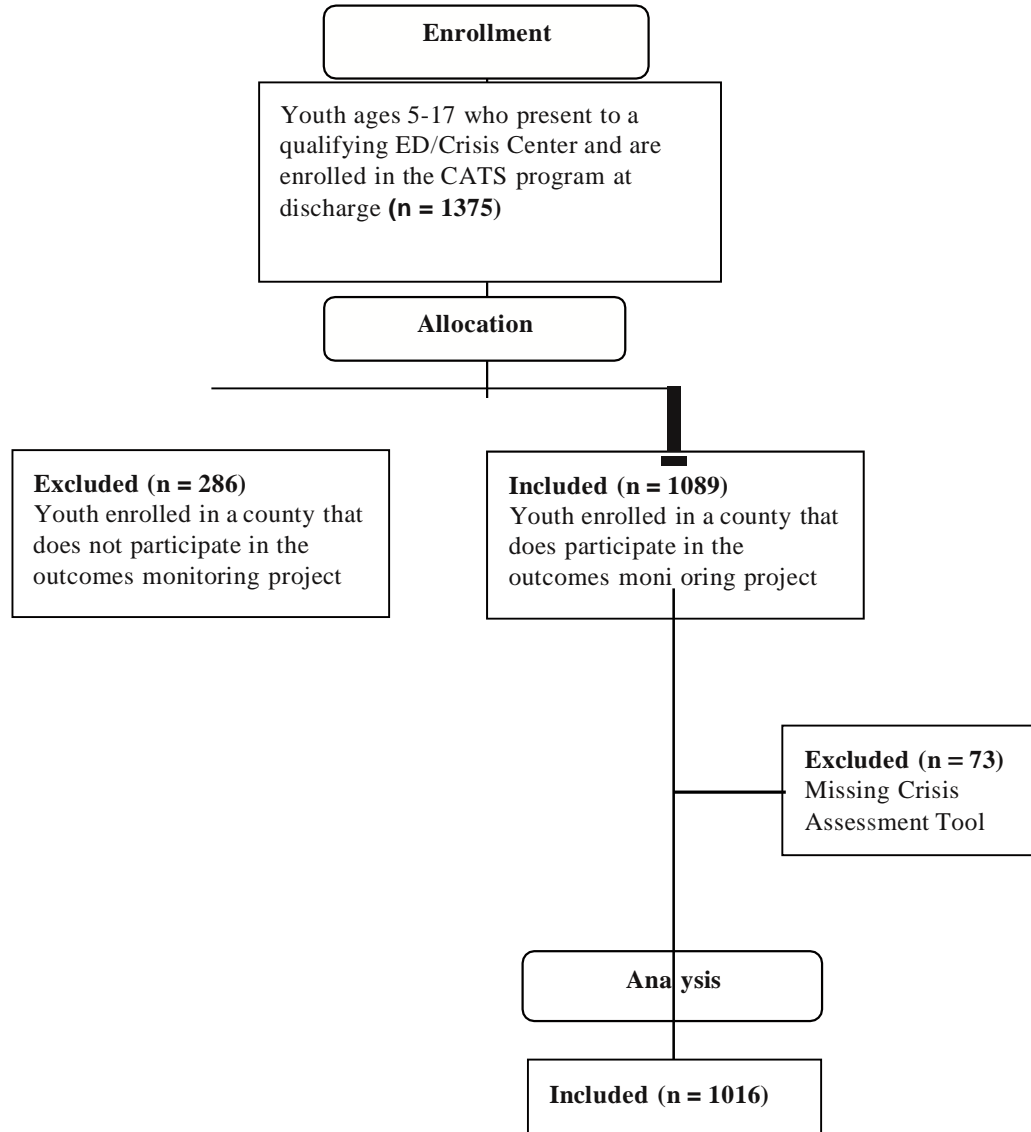 Enrollment
Youth ages 5-17 who present to a
qualifying ED/Crisis Center and are
enrolled in the CATS program at
discharge (n = 1375)
Allocation
Excluded (n = 286)
Youth enrolled in a county that
does not participate in the
outcomes monitoring project
Included (n = 1089)
Youth enrolled in a county that
does participate in the
outcomes moni oring project
Excluded (n = 73)
Missing Crisis
Assessment Tool
Analysis
Included (n = 1016)